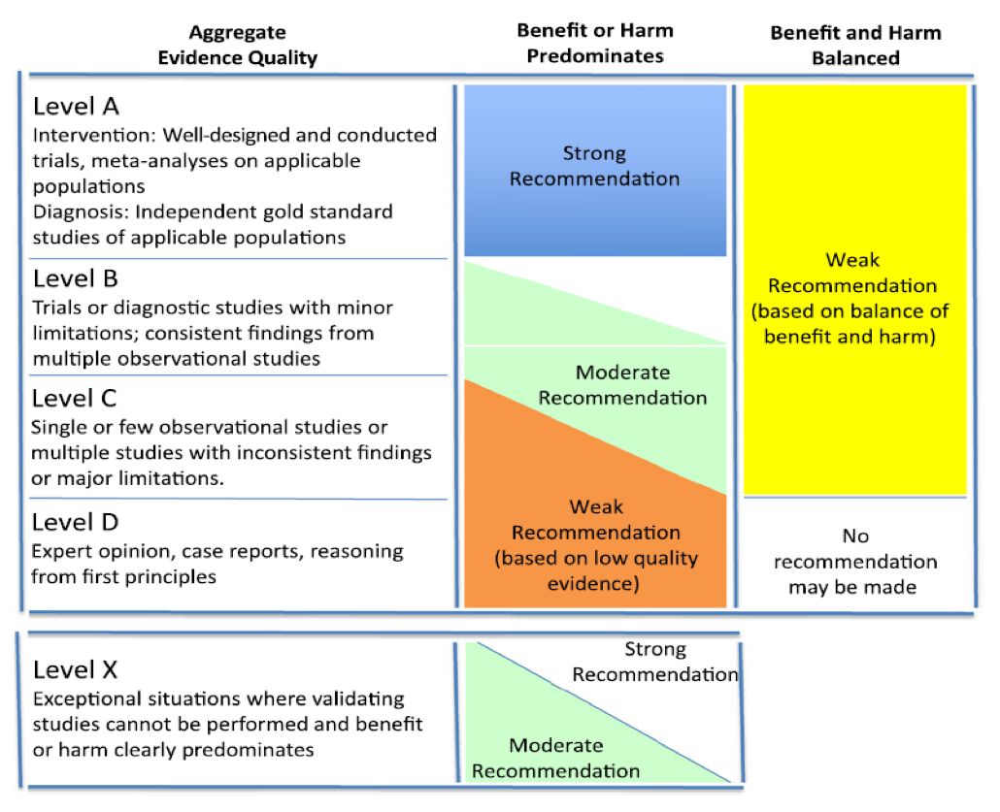 Aggregate
Evidence Quality
Benefit or Harm
Predominates
Benefit and Harm
Balanced
Level A
Intervention: Well-designed and conducted
trials, meta-analyses on applicable
populations
Diagnosis: Independent gold standard
studies of applicable populations
Strong
Recommendation
Weak
Recommendation
(based on balance of
benefit and harm)
Level B
Trials or diagnostic studies with minor
limitations; consistent findings from
multiple observational studies
Moderate
Recommendation
Level C
Single or few observational studies or
multiple studies with inconsistent findings
or major limitations.
Level D
Expert opinion, case reports, reasoning
from first principles
Weak
Recommendation
(based on low quality
evidence)
No
recommendation
may be made
Level X
Exceptional situations where validating
studies cannot be performed and benefit
or harm clearly predominates
Strong
Recommendation
Moderate
Recommendation